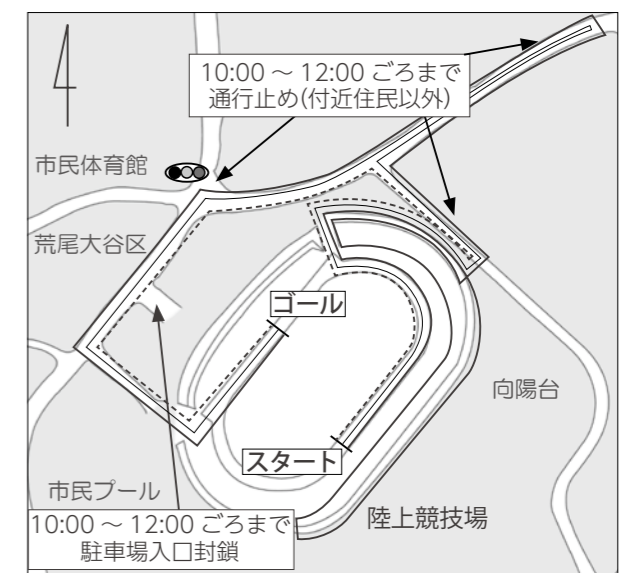 10:00 ～ 12:00 ごろまで
通行止め(付近住民以外)
市民体育館
荒尾大谷区
ゴール
向陽台
スタート
市民プール
陸上競技場
10:00 ～ 12:00 ごろまで
駐車場入口封鎖